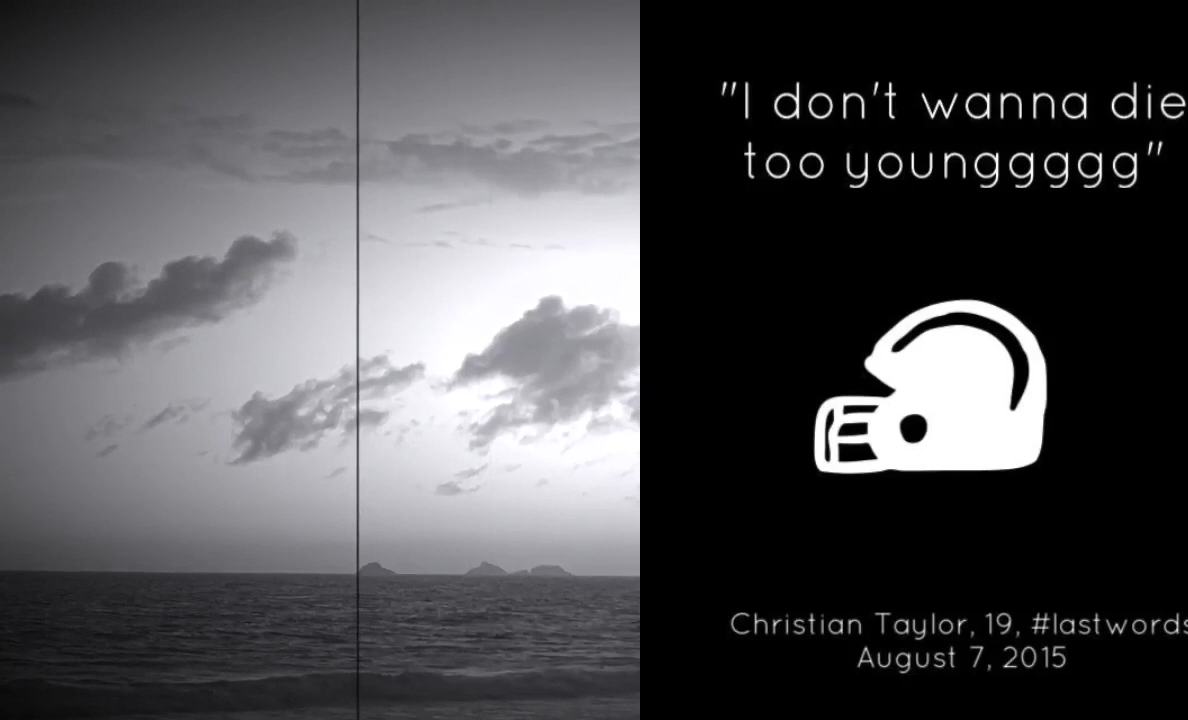 "I don't wanna die
too younggggg"
Christian Taylor, 19, #lastwords
August 7, 2015